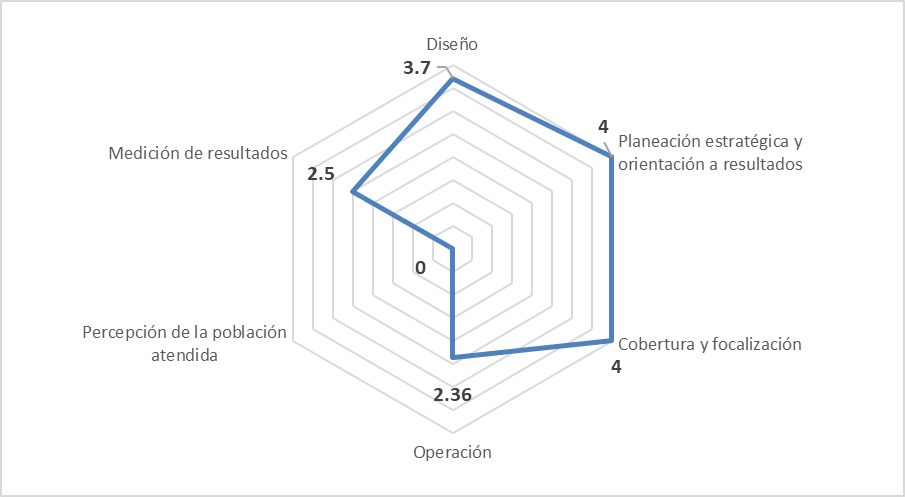 Diseño
3.7
4
Planeación estratégica y
orientación a resultados
Medición de resultados
2.5
0
Percepción de la población
atendida
Cobertura y focalización
4
2.36
Operación